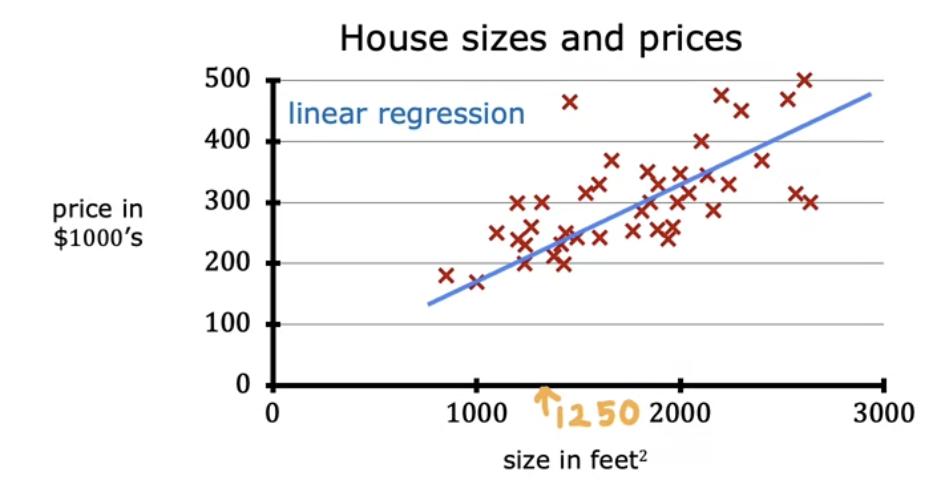 House sizes and prices
500
linear regression
400
300
price in
$1000's
200
100
0
0 1000 1250 2000 3000
size in feet²